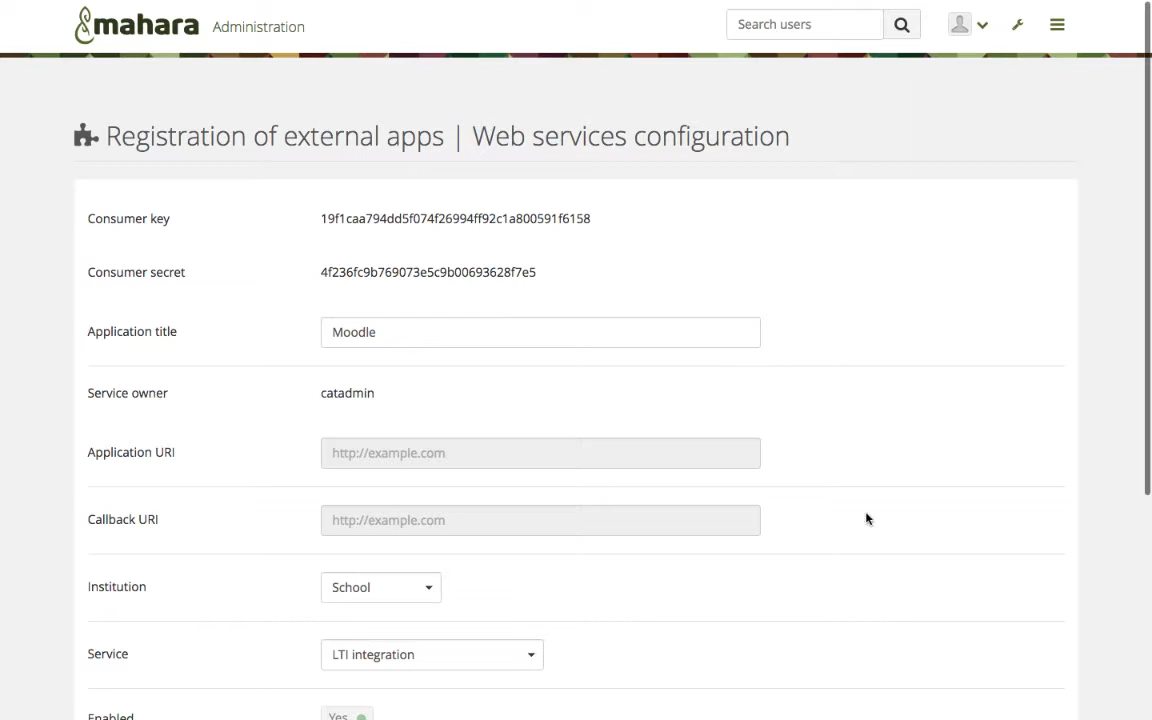 mahara Administration
Search users
Registration of external apps | Web services configuration
Consumer key 19f1caa794dd5f074f26994ff92c1a800591f6158
Consumer secret 4f236fc9b769073e5c9b00693628f7e5
Application title Moodle
Service owner catadmin
Application URI http://example.com
Callback URI http://example.com
Institution School
Service LTI integration
Enabled Yes